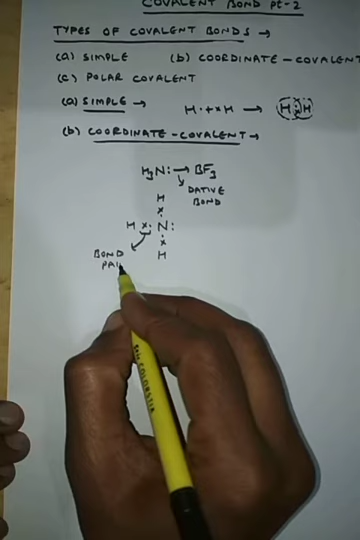 COVALENT BOND Pt-2
TYPES OF COVALENT BONDS →
(a) SIMPLE (b) COORDINATE-COVALENT
(c) POLAR COVALENT
(a) SIMPLE → H·+×H → H×·H
(b) COORDINATE-COVALENT →
H₃N: → BF₃
DATIVE
BOND
H
H ×· N :
H
BOND
PAI